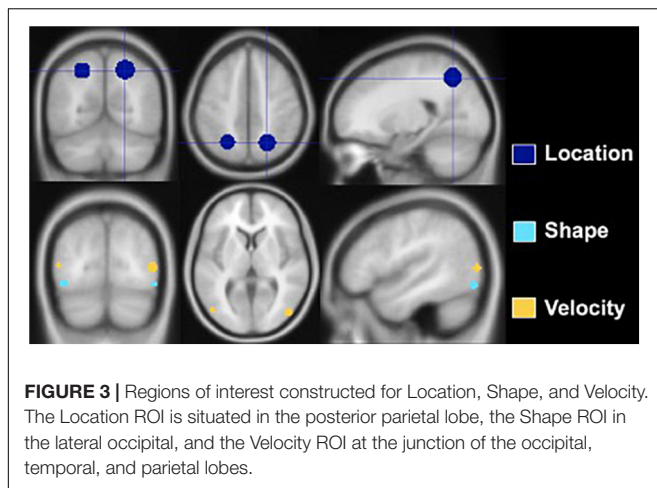 Location
Shape
Velocity
FIGURE 3 | Regions of interest constructed for Location, Shape, and Velocity.
The Location ROI is situated in the posterior parietal lobe, the Shape ROI in
the lateral occipital, and the Velocity ROI at the junction of the occipital,
temporal, and parietal lobes.